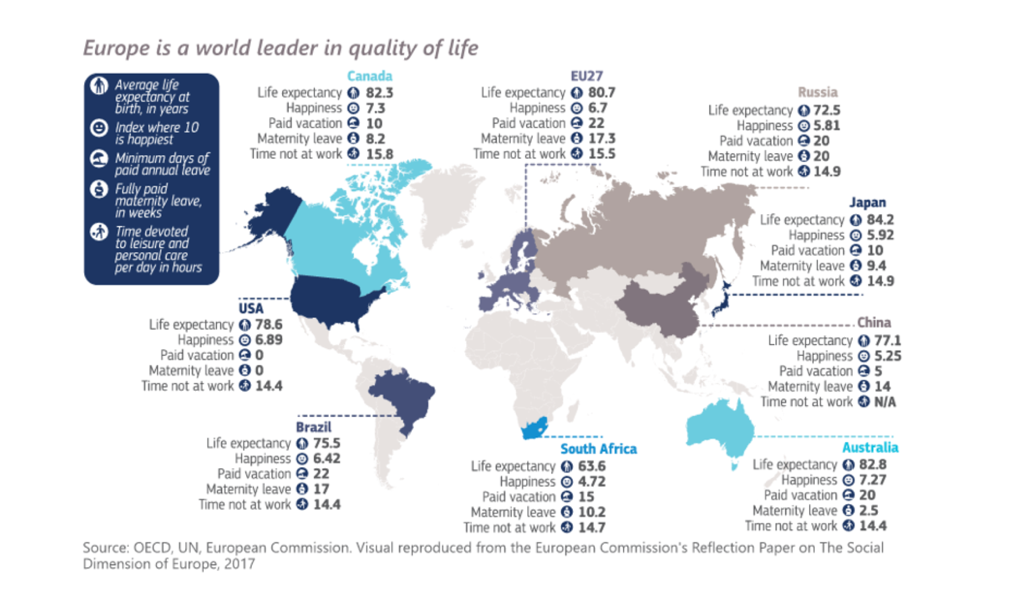 Europe is a world leader in quality of life
Average life
expectancy at
birth, in years
Index where 10
is happiest
Minimum days of
paid annual leave
Fully paid
maternity leave,
in weeks
Time devoted
to leisure and
personal care
per day in hours
Canada
Life expectancy 82.3
Happiness 7.3
Paid vacation 10
Maternity leave 8.2
Time not at work 15.8
EU27
Life expectancy 80.7
Happiness 6.7
Paid vacation 22
Maternity leave 17.3
Time not at work 15.5
Russia
Life expectancy 72.5
Happiness 5.81
Paid vacation 20
Maternity leave 20
Time not at work 14.9
Japan
Life expectancy 84.2
Happiness 5.92
Paid vacation 10
Maternity leave 9.4
Time not at work 14.9
USA
Life expectancy 78.6
Happiness 6.89
Paid vacation 0
Maternity leave 0
Time not at work 14.4
China
Life expectancy 77.1
Happiness 5.25
Paid vacation 5
Maternity leave 14
Time not at work N/A
Brazil
Life expectancy 75.5
Happiness 6.42
Paid vacation 22
Maternity leave 17
Time not at work 14.4
South Africa
Life expectancy 63.6
Happiness 4.72
Paid vacation 15
Maternity leave 10.2
Time not at work 14.7
Australia
Life expectancy 82.8
Happiness 7.27
Paid vacation 20
Maternity leave 2.5
Time not at work 14.4
Source: OECD, UN, European Commission. Visual reproduced from the European Commission's Reflection Paper on The Social
Dimension of Europe, 2017